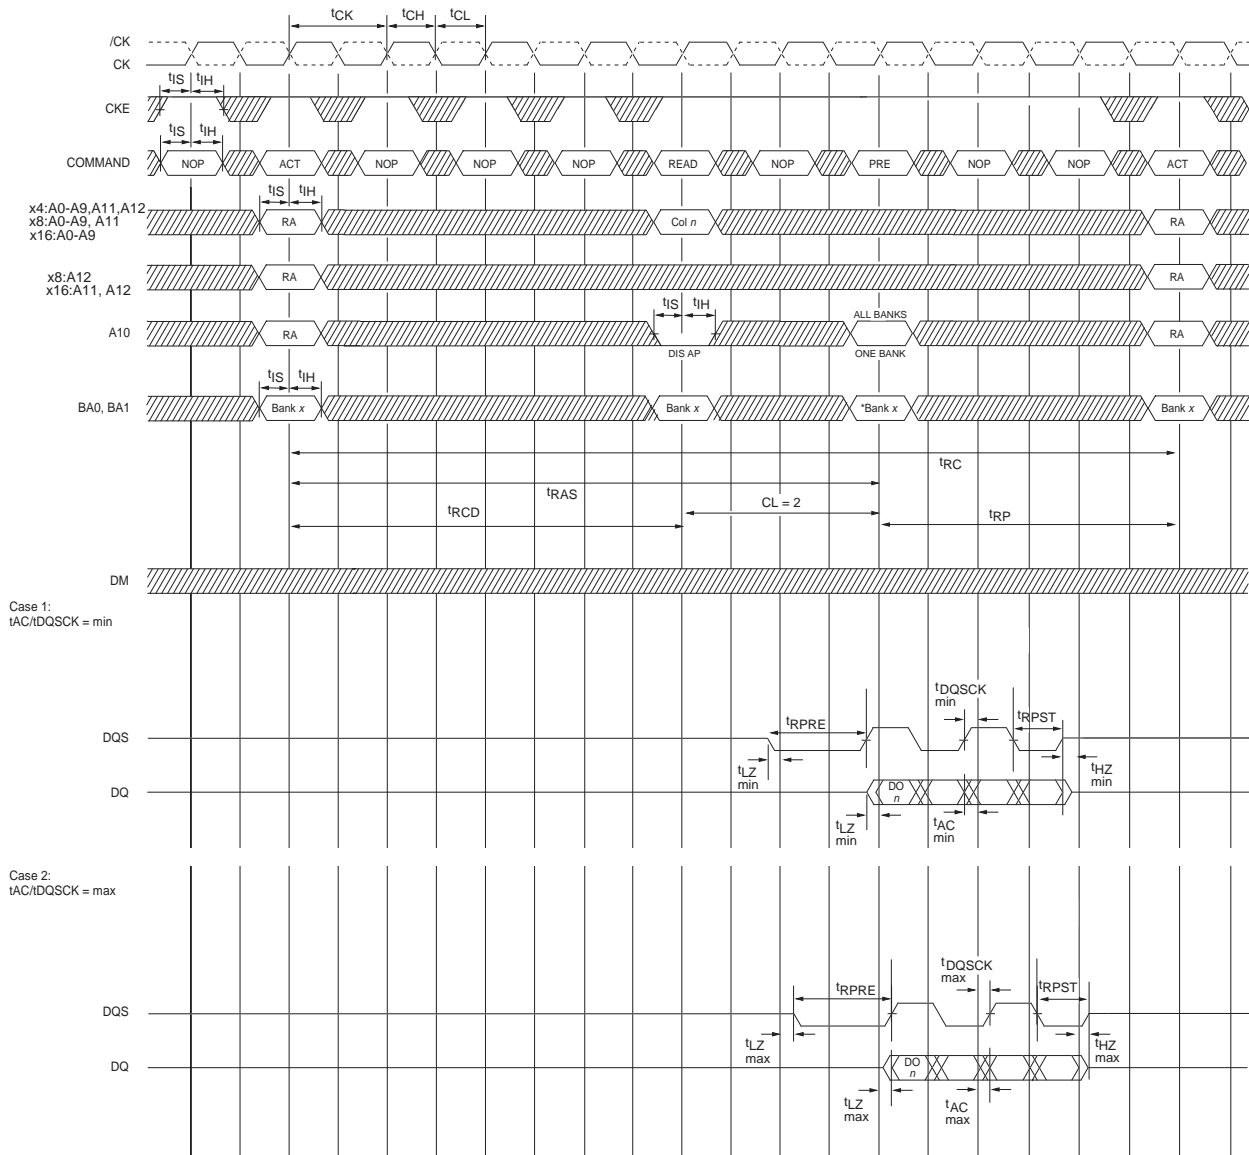 tCK tCH tCL
/CK
CK
tIS tIH
CKE
tIS tIH
COMMAND NOP ACT NOP NOP NOP READ NOP PRE NOP NOP ACT
tIS tIH
x4:A0-A9,A11,A12
x8:A0-A9, A11
x16:A0-A9
RA Col n RA
x8:A12
x16:A11, A12
RA RA
tIS tIH ALL BANKS
A10 RA RA
DIS AP ONE BANK
tIS tIH
BA0, BA1 Bank x Bank x *Bank x Bank x
tRC
tRAS
CL = 2
tRCD tRP
DM
Case 1:
tAC/tDQSCK = min
tDQSCK
min
tRPRE tRPST
DQS
tLZ
min
tHZ
min
DQ DO
n
tLZ
min
tAC
min
Case 2:
tAC/tDQSCK = max
tDQSCK
max
tRPRE tRPST
DQS
tLZ
max
tHZ
max
DQ DO
n
tLZ
max
tAC
max